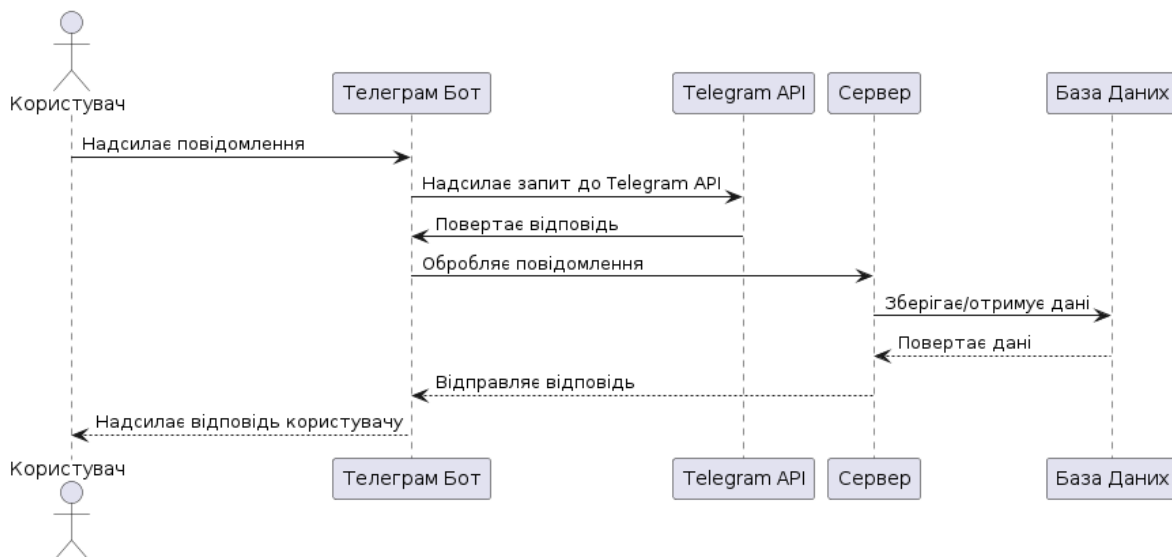 Користувач
Телеграм Бот
Telegram API
Сервер
База Даних
Надсилає повідомлення
Надсилає запит до Telegram API
Повертає відповідь
Обробляє повідомлення
Зберігає/отримує дані
Повертає дані
Відправляє відповідь
Надсилає відповідь користувачу
Користувач
Телеграм Бот
Telegram API
Сервер
База Даних